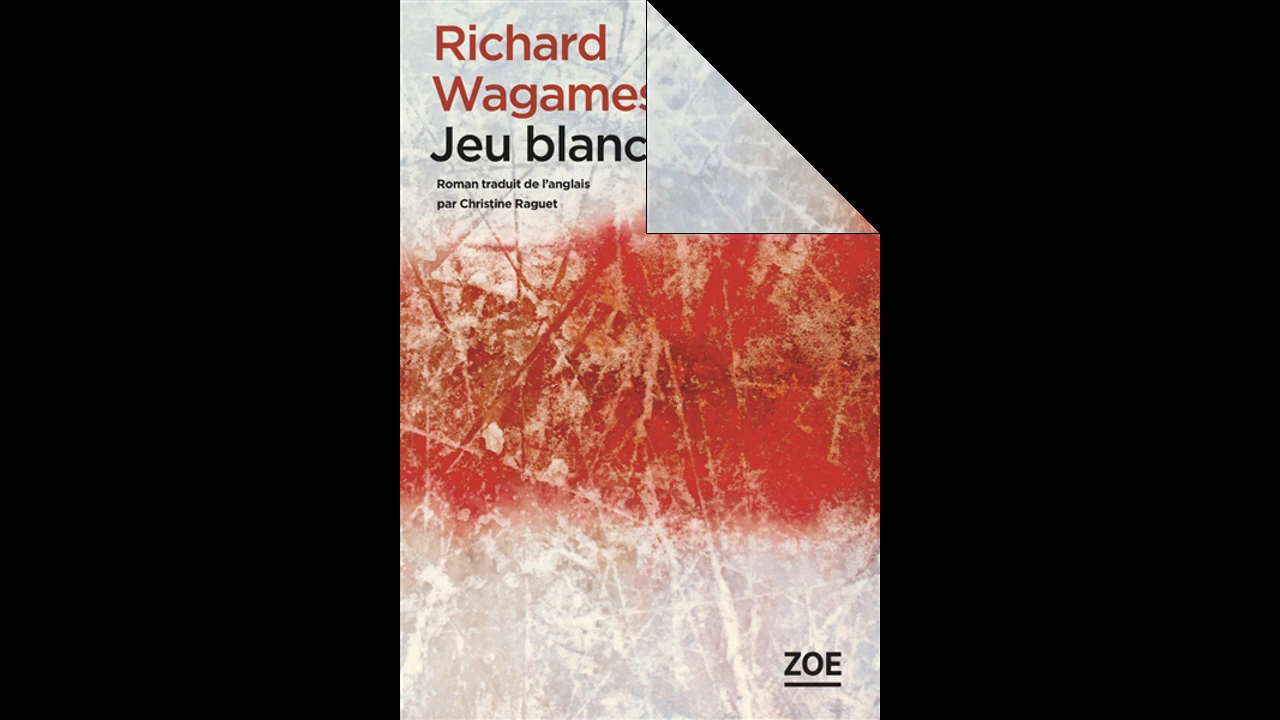 Richard
Wagames
Jeu blanc
Roman traduit de l'anglais
par Christine Raguet
ZOE